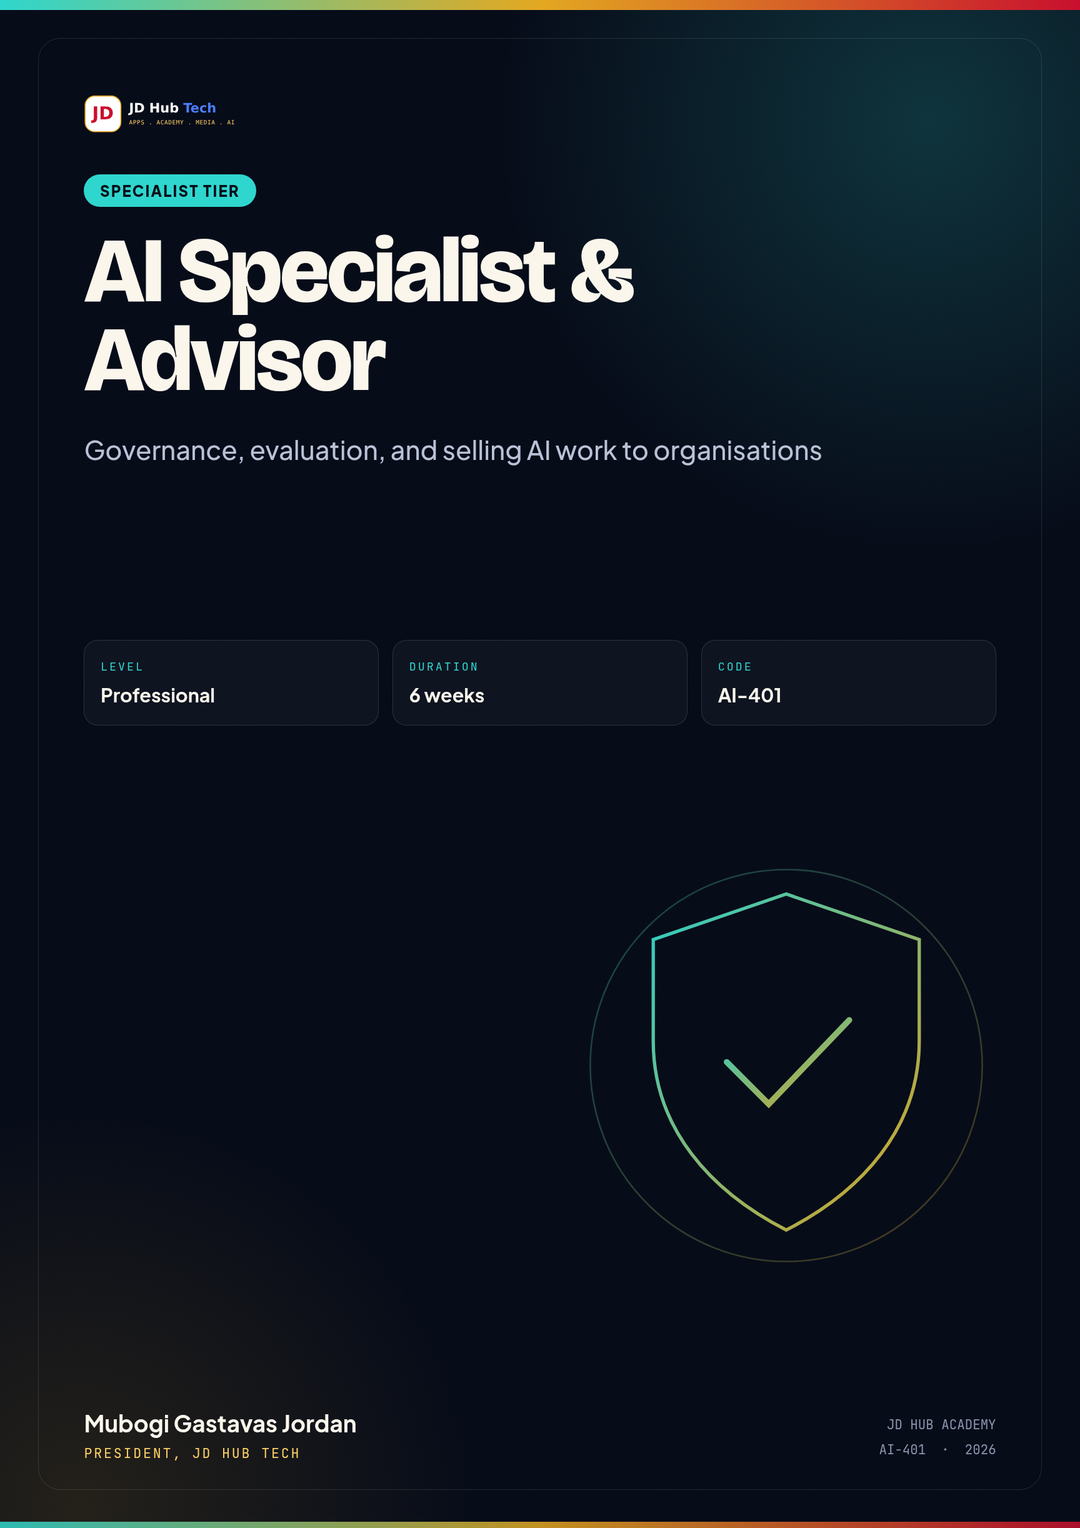 JD
JD Hub Tech
APPS . ACADEMY . MEDIA . AI
SPECIALIST TIER
AI Specialist &
Advisor
Governance, evaluation, and selling AI work to organisations
LEVEL
Professional
DURATION
6 weeks
CODE
AI-401
Mubogi Gastavas Jordan
PRESIDENT, JD HUB TECH
JD HUB ACADEMY
AI-401 · 2026